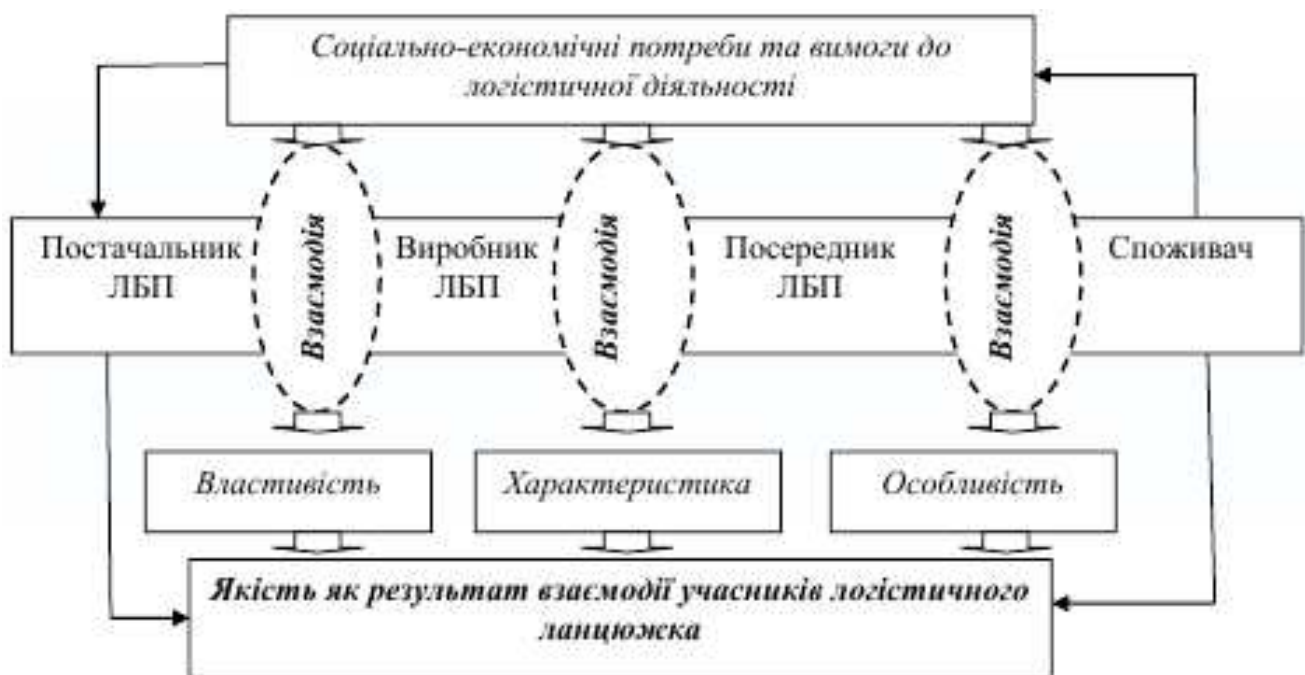 Соціально-економічні потреби та вимоги до
логістичної діяльності
Постачальник
ЛБП
Взаємодія
Виробник
ЛБП
Взаємодія
Посередник
ЛБП
Взаємодія
Споживач
Властивість
Характеристика
Особливість
Якість як результат взаємодії учасників логістичного
ланцюжка